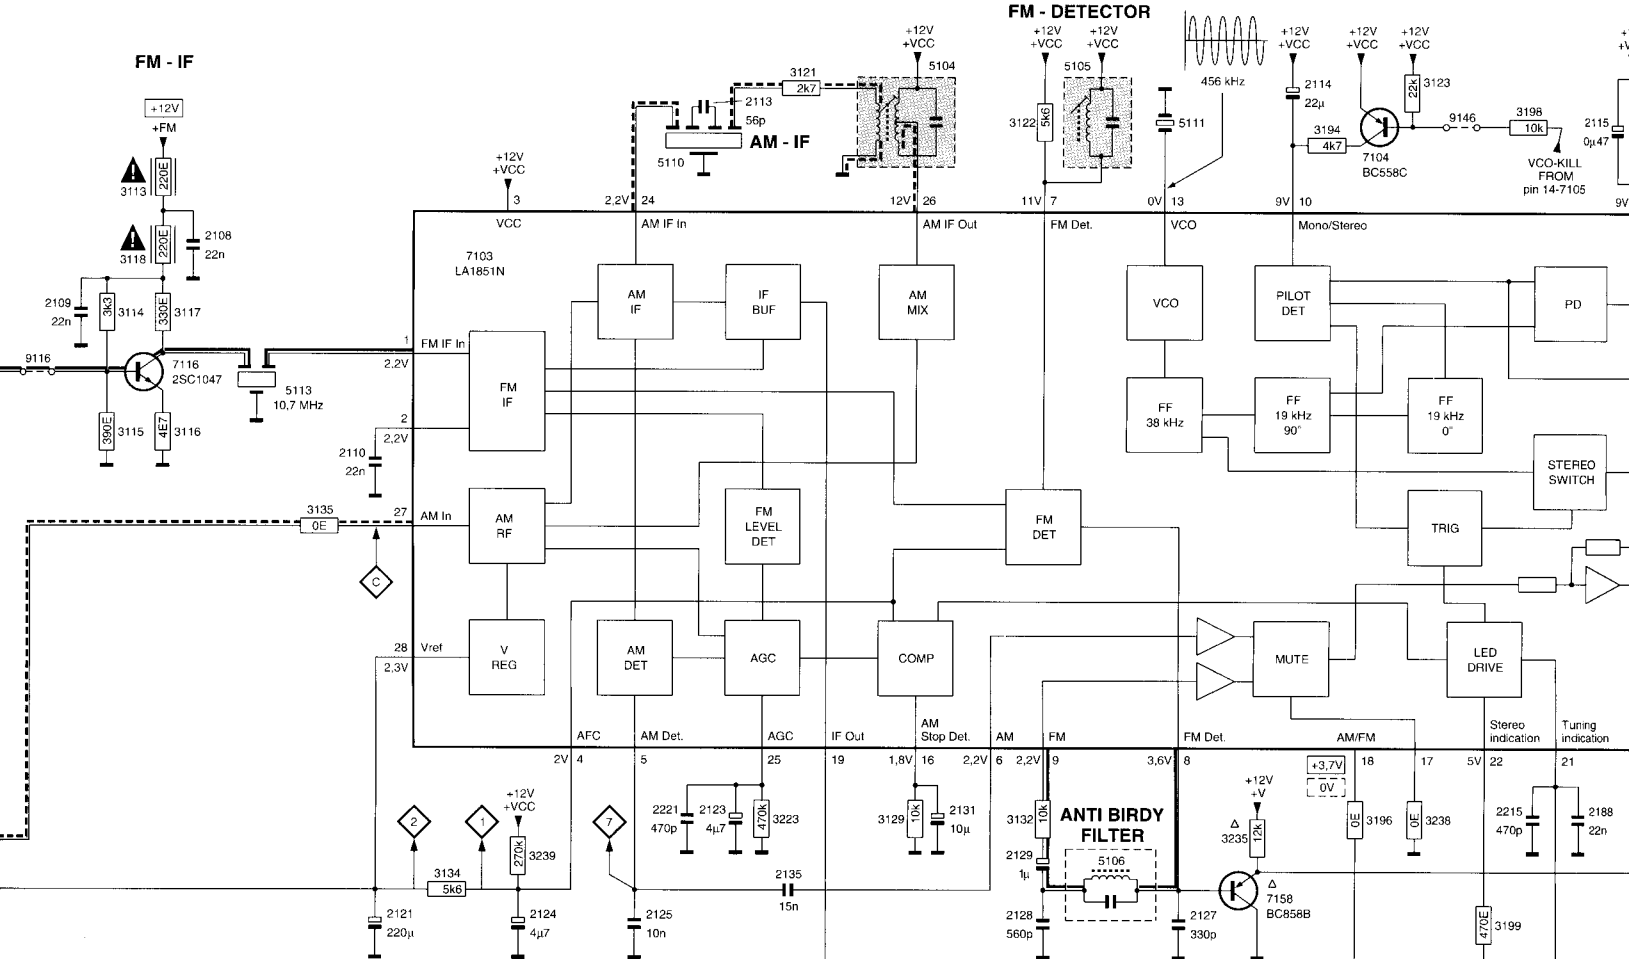 FM - DETECTOR
FM - IF
+12V
+FM
3113
220E
3118
220E
2108
22n
2109
22n
3k3
3114
330E
3117
9116
7116
2SC1047
390E
3115
4E7
3116
5113
10,7 MHz
+12V
+VCC
3
VCC
2113
56p
3121
2k7
5110
AM - IF
+12V
+VCC
5104
2,2V
24
AM IF In
12V
26
AM IF Out
+12V
+VCC
+12V
+VCC
5105
3122
5k6
11V
7
FM Det.
456 kHz
5111
0V
13
VCO
+12V
+VCC
2114
22µ
+12V
+VCC
+12V
+VCC
22k
3123
3194
4k7
7104
BC558C
9146
3198
10k
VCO-KILL
FROM
pin 14-7105
2115
0µ47
9V
10
Mono/Stereo
9V
7103
LA1851N
1
FM IF In
2,2V
2
2,2V
2110
22n
3135
0E
27
AM In
C
28
Vref
2,3V
AM
IF
IF
BUF
AM
MIX
VCO
PILOT
DET
PD
FM
IF
FF
38 kHz
FF
19 kHz
90°
FF
19 kHz
0°
STEREO
SWITCH
AM
RF
FM
LEVEL
DET
FM
DET
TRIG
V
REG
AM
DET
AGC
COMP
MUTE
LED
DRIVE
AFC
AM Det.
AGC
IF Out
AM
Stop Det.
AM
FM
FM Det.
AM/FM
Stereo
indication
Tuning
indication
2V
4
5
25
19
1,8V
16
2,2V
6
2,2V
9
3,6V
8
+3,7V
0V
18
17
5V
22
21
2
1
7
+12V
+VCC
270k
3239
3134
5k6
2121
220µ
2124
4µ7
2125
10n
2221
470p
2123
4µ7
470k
3223
2135
15n
3129
10k
2131
10µ
3132
10k
2129
1µ
2128
560p
ANTI BIRDY
FILTER
5106
2127
330p
+12V
+V
3235
12k
7158
BC858B
0E
3196
0E
3238
470E
3199
2215
470p
2188
22n